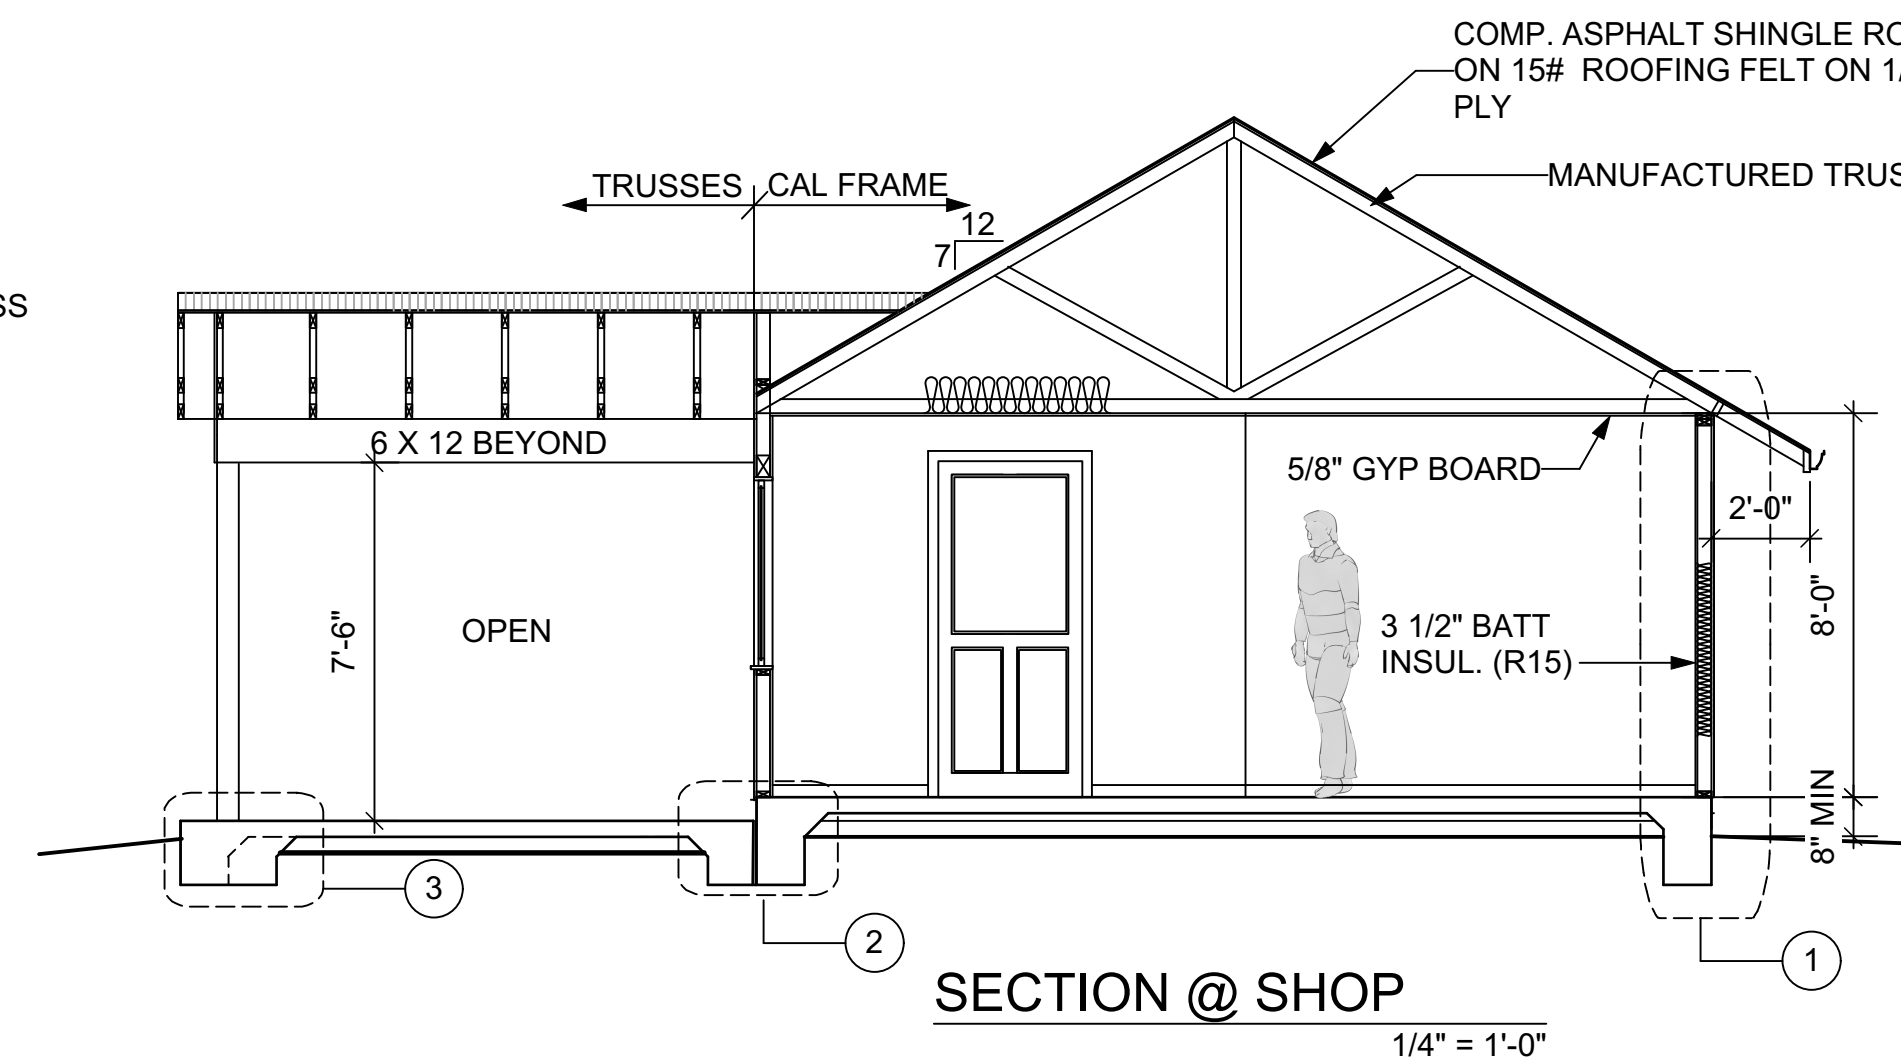 COMP. ASPHALT SHINGLE RO
ON 15# ROOFING FELT ON 1/
PLY
MANUFACTURED TRUS
TRUSSES
CAL FRAME
12
7
SS
6 X 12 BEYOND
5/8" GYP BOARD
2'-0"
7'-6"
OPEN
3 1/2" BATT
INSUL. (R15)
8'-0"
8" MIN
3
2
1
SECTION @ SHOP
1/4" = 1'-0"